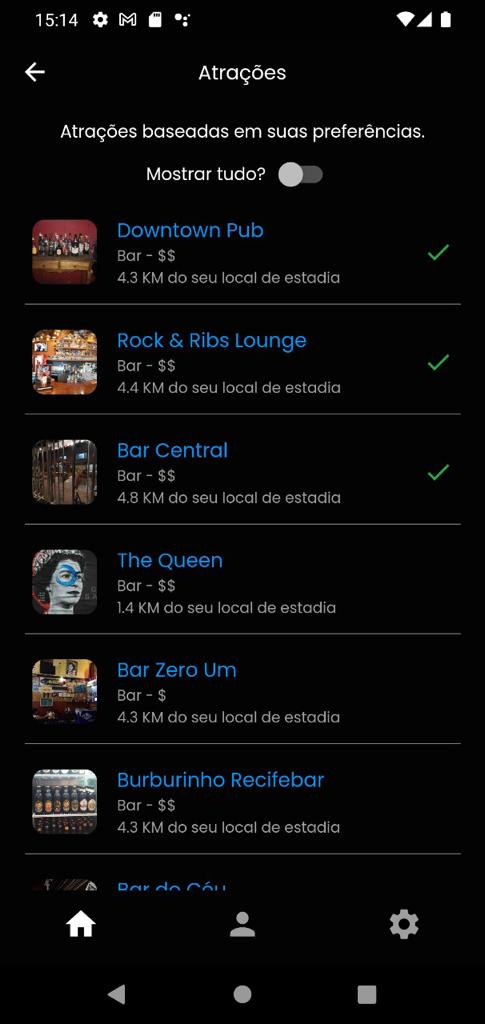 15:14
Atrações
Atrações baseadas em suas preferências.
Mostrar tudo?
Downtown Pub
Bar - $$
4.3 KM do seu local de estadia
Rock & Ribs Lounge
Bar - $$
4.4 KM do seu local de estadia
Bar Central
Bar - $$
4.8 KM do seu local de estadia
The Queen
Bar - $$
1.4 KM do seu local de estadia
Bar Zero Um
Bar - $
4.3 KM do seu local de estadia
Burburinho Recifebar
Bar - $$
4.3 KM do seu local de estadia
Bar do Céu